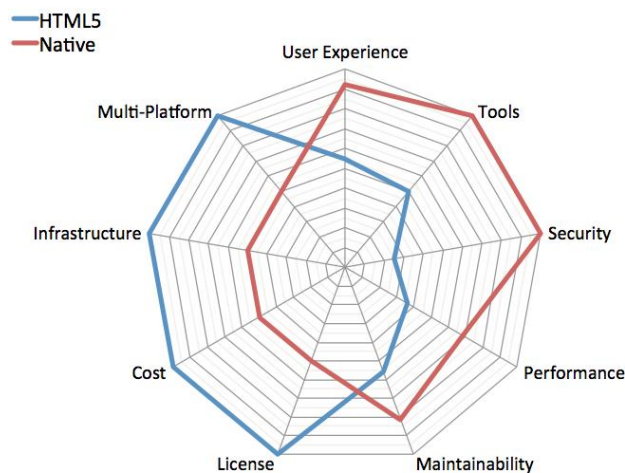 HTML5
Native
User Experience
Multi-Platform
Tools
Infrastructure
Security
Cost
Performance
License
Maintainability